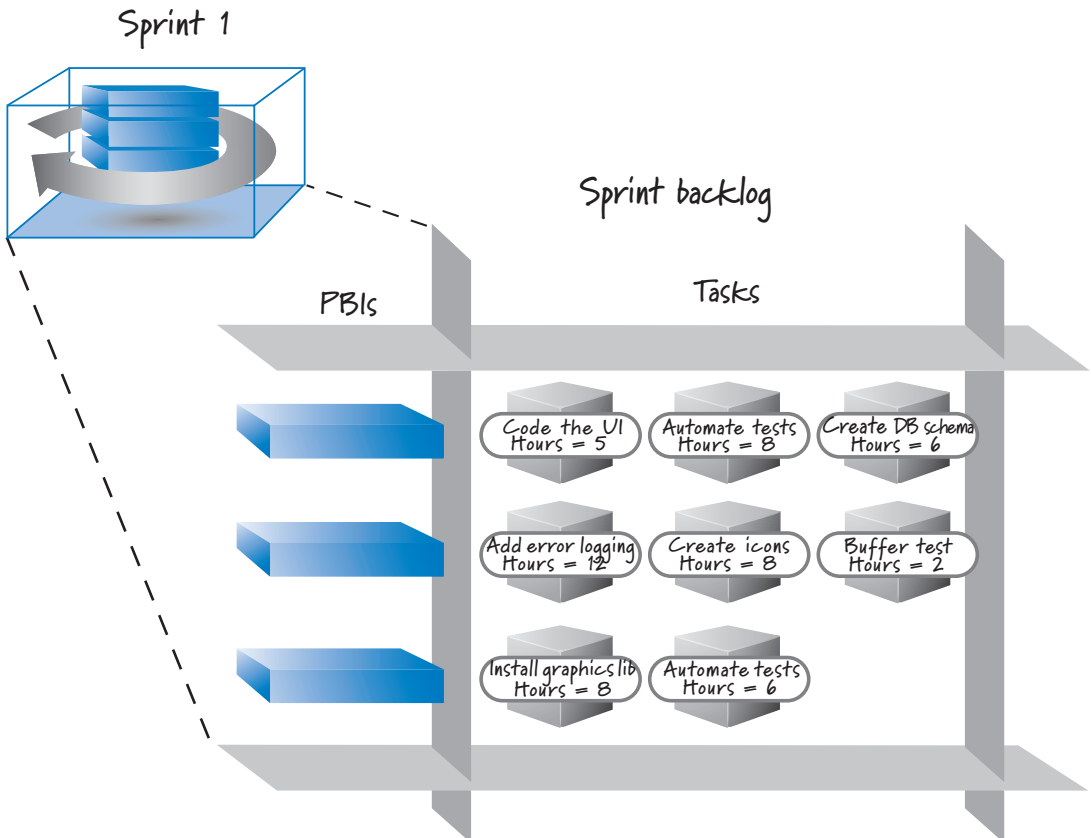 Sprint 1
Sprint backlog
PBIs
Tasks
Code the UI
Hours = 5
Automate tests
Hours = 8
Create DB schema
Hours = 6
Add error logging
Hours = 12
Create icons
Hours = 8
Buffer test
Hours = 2
Install graphics lib
Hours = 8
Automate tests
Hours = 6